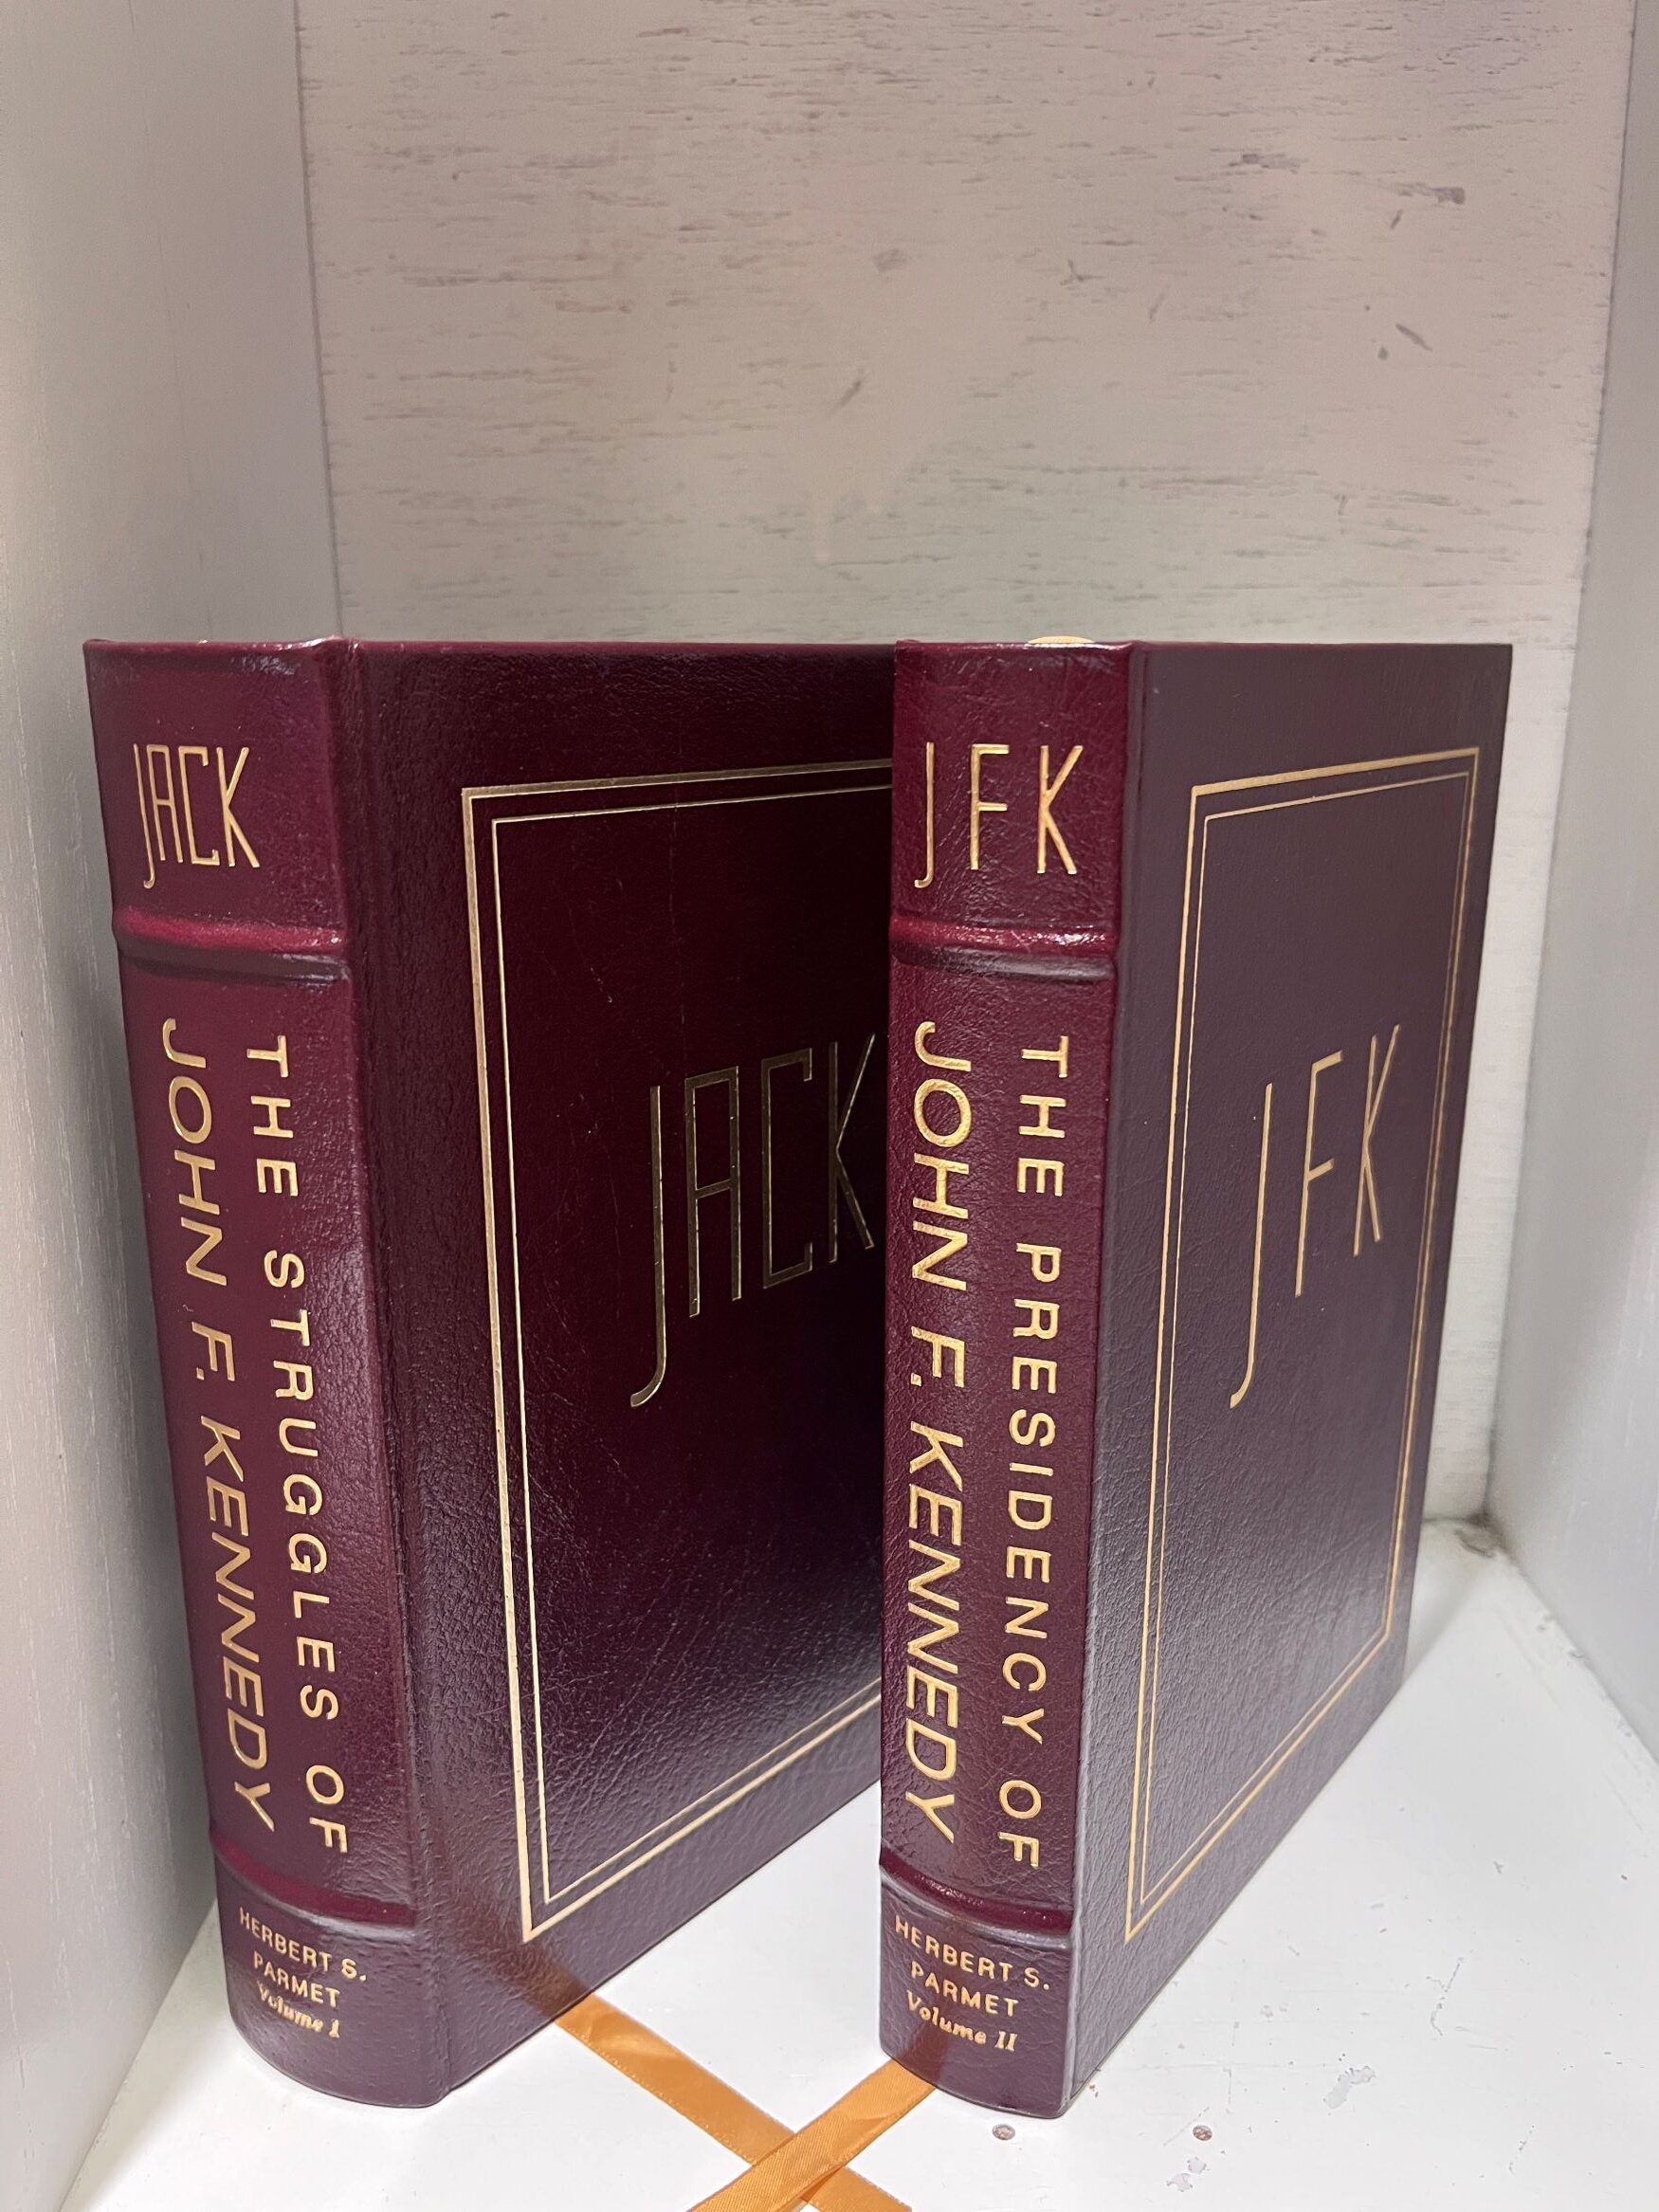 JACK
THE STRUGGLES OF
JOHN F. KENNEDY
HERBERT S.
PARMET
Volume I
JACK
JFK
THE PRESIDENCY OF
JOHN F. KENNEDY
HERBERT S.
PARMET
Volume II
JFK